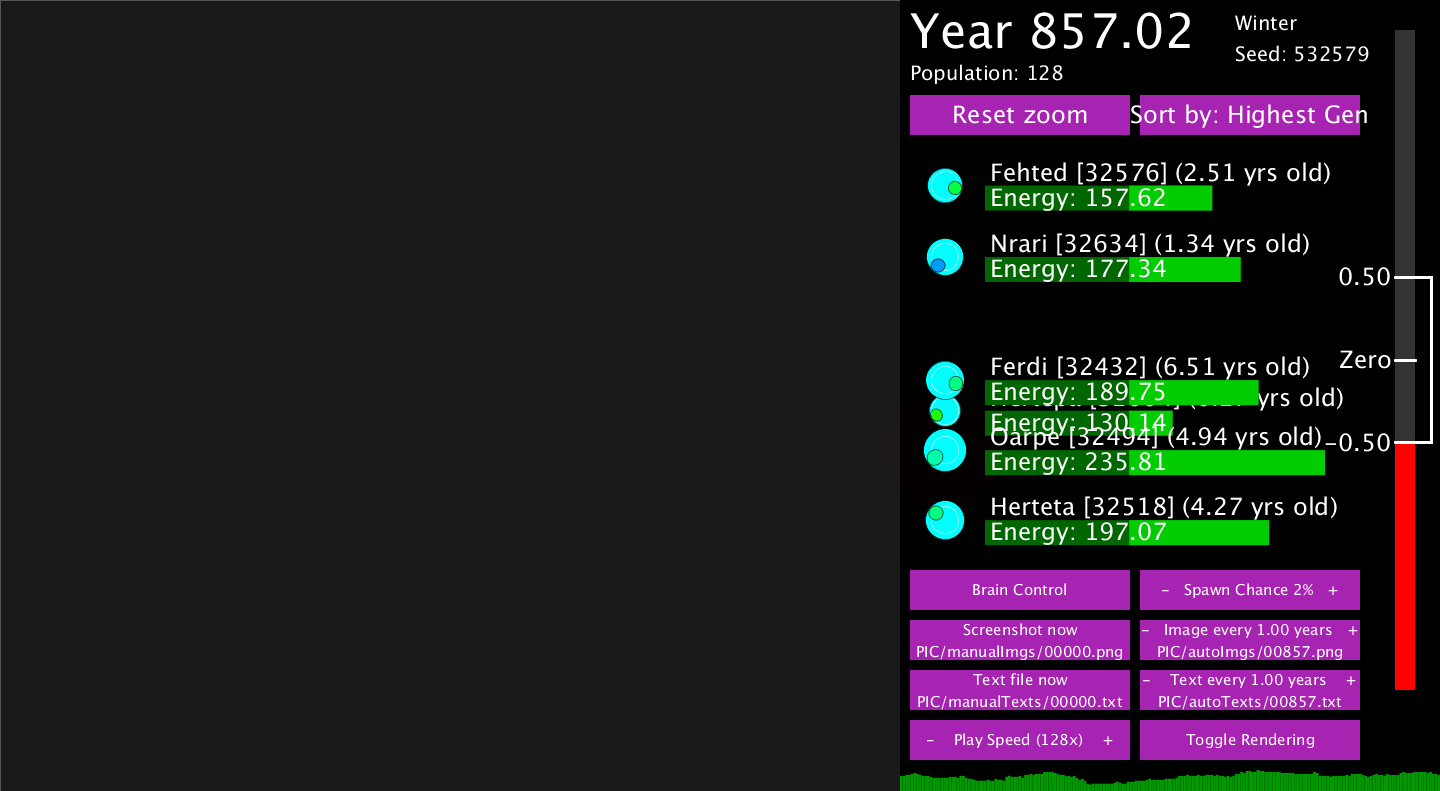 Year 857.02
Winter
Seed: 532579
Population: 128
Reset zoom
Sort by: Highest Gen
Fehted [32576] (2.51 yrs old)
Energy: 157.62
Nrari [32634] (1.34 yrs old)
Energy: 177.34
0.50
Zero
Ferdi [32432] (6.51 yrs old)
Energy: 189.75
yrs old)
Energy: 130.14
Oarpe [32494] (4.94 yrs old)
-0.50
Energy: 235.81
Herteta [32518] (4.27 yrs old)
Energy: 197.07
Brain Control
- Spawn Chance 2% +
Screenshot now
PIC/manualImgs/00000.png
- Image every 1.00 years +
PIC/autoImgs/00857.png
Text file now
PIC/manualTexts/00000.txt
- Text every 1.00 years +
PIC/autoTexts/00857.txt
- Play Speed (128x) +
Toggle Rendering